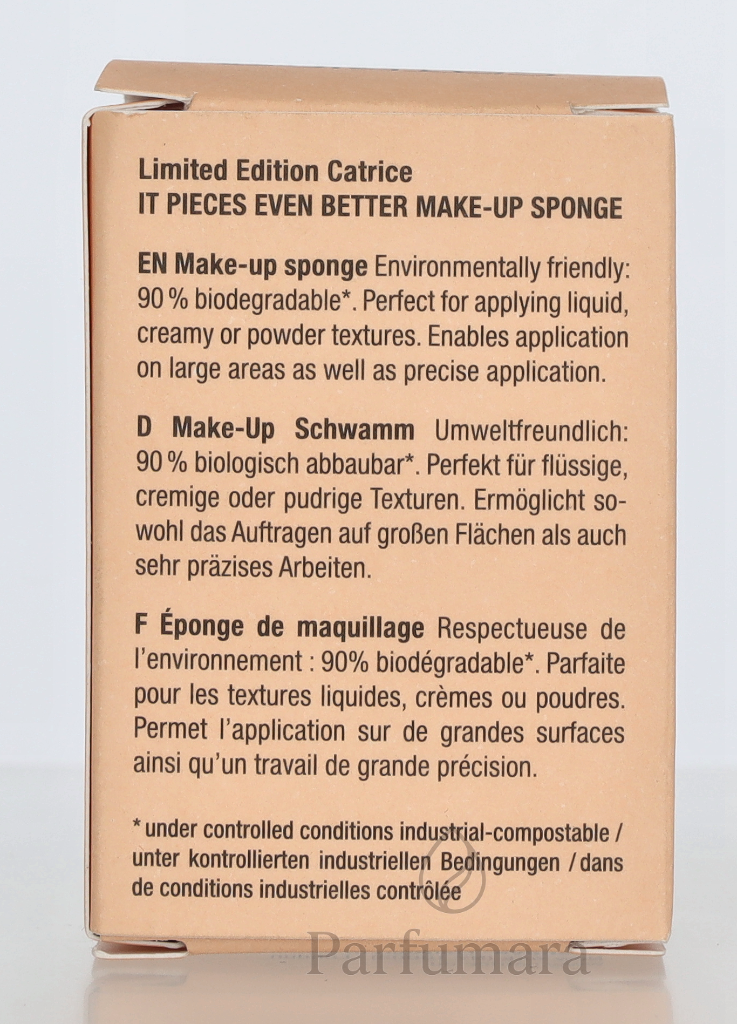 Limited Edition Catrice
IT PIECES EVEN BETTER MAKE-UP SPONGE
EN Make-up sponge Environmentally friendly:
90 % biodegradable*. Perfect for applying liquid,
creamy or powder textures. Enables application
on large areas as well as precise application.
D Make-Up Schwamm Umweltfreundlich:
90 % biologisch abbaubar*. Perfekt für flüssige,
cremige oder pudrige Texturen. Ermöglicht so-
wohl das Auftragen auf großen Flächen als auch
sehr präzises Arbeiten.
F Éponge de maquillage Respectueuse de
l'environnement : 90% biodégradable*. Parfaite
pour les textures liquides, crèmes ou poudres.
Permet l'application sur de grandes surfaces
ainsi qu'un travail de grande précision.
* under controlled conditions industrial-compostable /
unter kontrollierten industriellen Bedingungen / dans
de conditions industrielles contrôlée
Parfumara